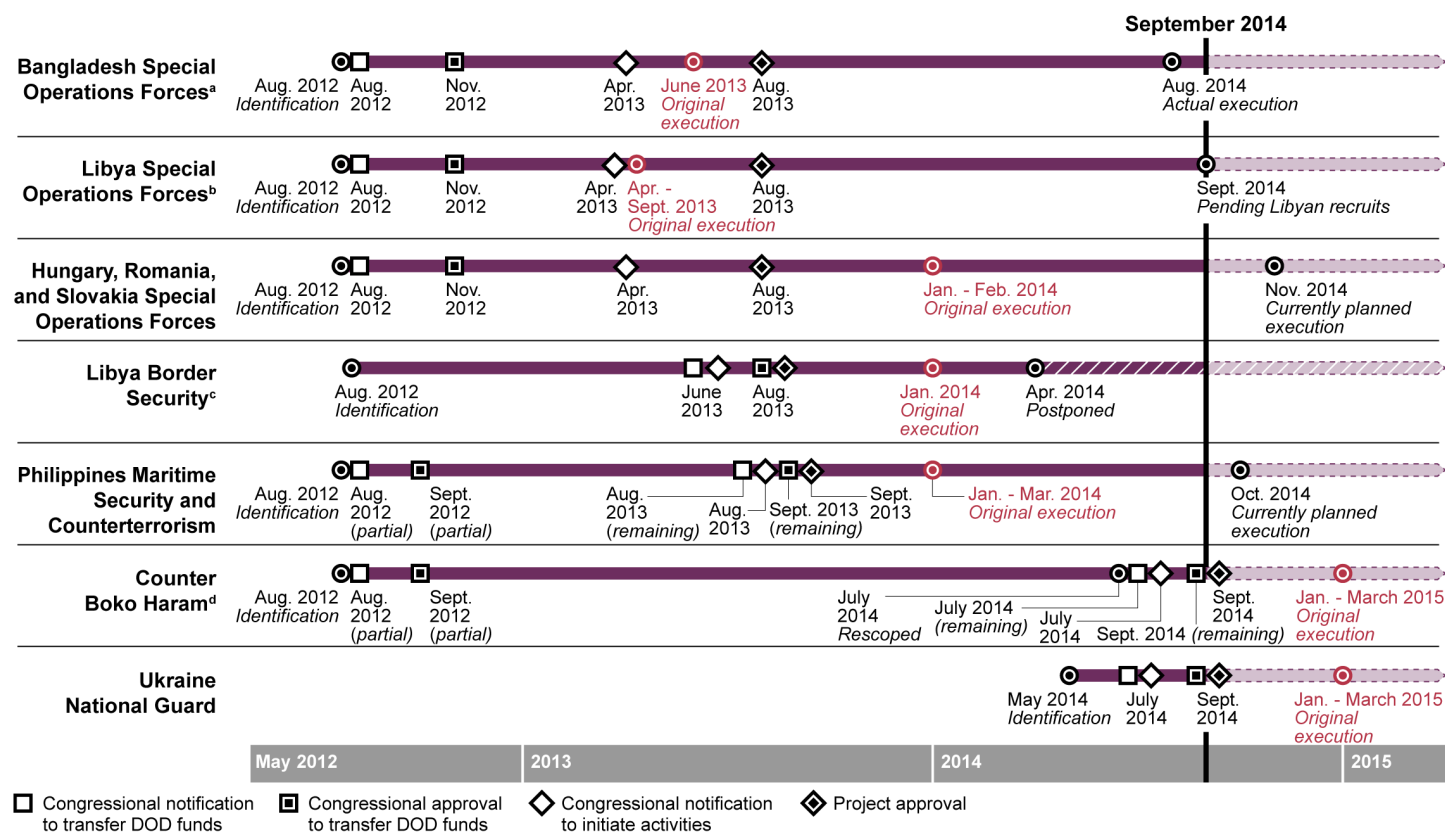 September 2014
Bangladesh Special
Operations Forcesa
Aug. 2012
Identification
Aug.
2012
Nov.
2012
Apr.
2013
June 2013
Original
execution
Aug.
2013
Aug. 2014
Actual execution
Libya Special
Operations Forcesb
Aug. 2012
Identification
Aug.
2012
Nov.
2012
Apr.
2013
Apr. -
Sept. 2013
Original execution
Aug.
2013
Sept. 2014
Pending Libyan recruits
Hungary, Romania,
and Slovakia Special
Operations Forces
Aug. 2012
Identification
Aug.
2012
Nov.
2012
Apr.
2013
Aug.
2013
Jan. - Feb. 2014
Original execution
Nov. 2014
Currently planned
execution
Libya Border
Securityc
Aug. 2012
Identification
June
2013
Aug.
2013
Jan. 2014
Original
execution
Apr. 2014
Postponed
Philippines Maritime
Security and
Counterterrorism
Aug. 2012
Identification
Aug.
2012
(partial)
Sept.
2012
(partial)
Aug.
2013
(remaining)
Aug.
2013
Sept. 2013
(remaining)
Sept.
2013
Jan. - Mar. 2014
Original execution
Oct. 2014
Currently planned
execution
Counter
Boko Haramd
Aug. 2012
Identification
Aug.
2012
(partial)
Sept.
2012
(partial)
July
2014
Rescoped
July 2014
(remaining)
July
2014
Sept. 2014 (remaining)
Sept.
2014
Jan. - March 2015
Original
execution
Ukraine
National Guard
May 2014
Identification
July
2014
Sept.
2014
Jan. - March 2015
Original
execution
May 2012
2013
2014
2015
Congressional notification
to transfer DOD funds
Congressional approval
to transfer DOD funds
Congressional notification
to initiate activities
Project approval